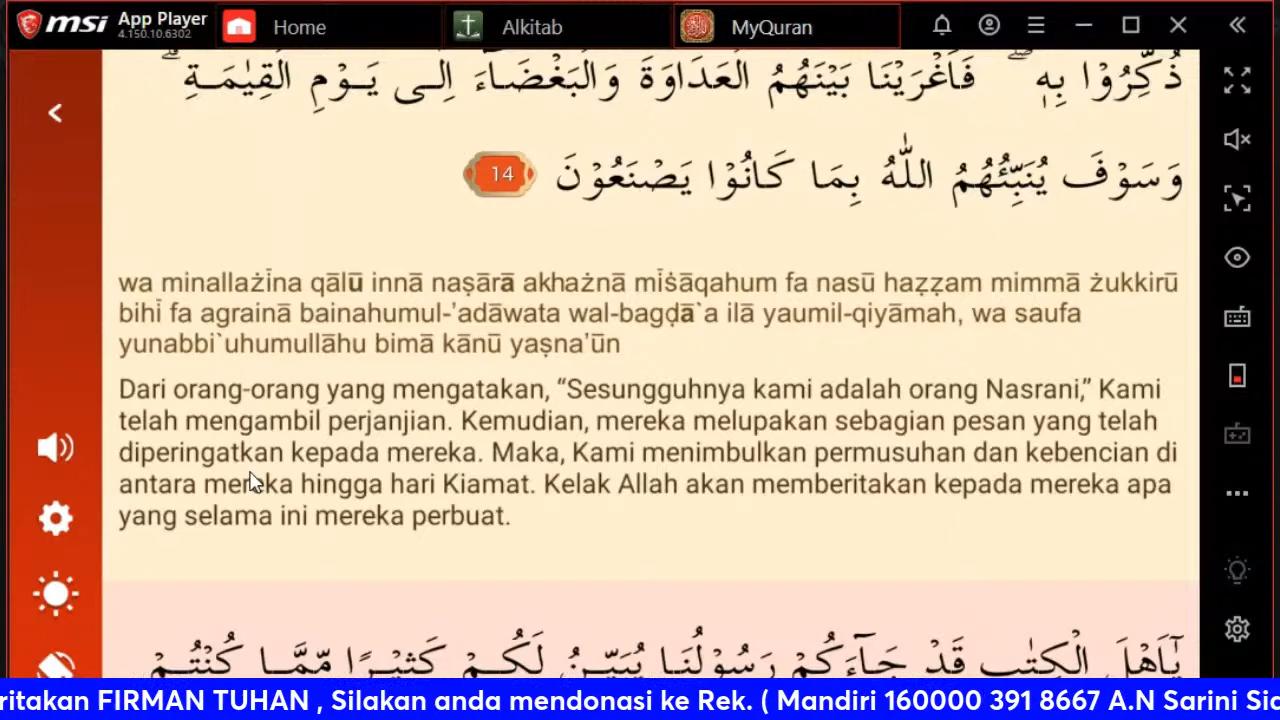 msi App Player
4.150.10.6302
Home
Alkitab
MyQuran
ذُكِّرُوْا بِهٖۖ فَاَغْرَيْنَا بَيْنَهُمُ الْعَدَاوَةَ وَالْبَغْضَاۤءَ اِلٰى يَوْمِ الْقِيٰمَةِ ۗ
وَسَوْفَ يُنَبِّئُهُمُ اللّٰهُ بِمَا كَانُوْا يَصْنَعُوْنَ 14
wa minallażīna qālū innā naṣārā akhażnā mīṡāqahum fa nasū haẓẓam mimmā żukkirū
bihī fa agrainā bainahumul-'adāwata wal-bagḍā`a ilā yaumil-qiyāmah, wa saufa
yunabbi`uhumullāhu bimā kānū yaṣna'ūn
Dari orang-orang yang mengatakan, “Sesungguhnya kami adalah orang Nasrani,” Kami
telah mengambil perjanjian. Kemudian, mereka melupakan sebagian pesan yang telah
diperingatkan kepada mereka. Maka, Kami menimbulkan permusuhan dan kebencian di
antara mereka hingga hari Kiamat. Kelak Allah akan memberitakan kepada mereka apa
yang selama ini mereka perbuat.
يٰٓاَهْلَ الْكِتٰبِ قَدْ جَاۤءَكُمْ رَسُوْلُنَا يُبَيِّنُ لَكُمْ كَثِيْرًا مِّمَّا كُنْتُمْ
ritakan FIRMAN TUHAN , Silakan anda mendonasi ke Rek. ( Mandiri 160000 391 8667 A.N Sarini Sia